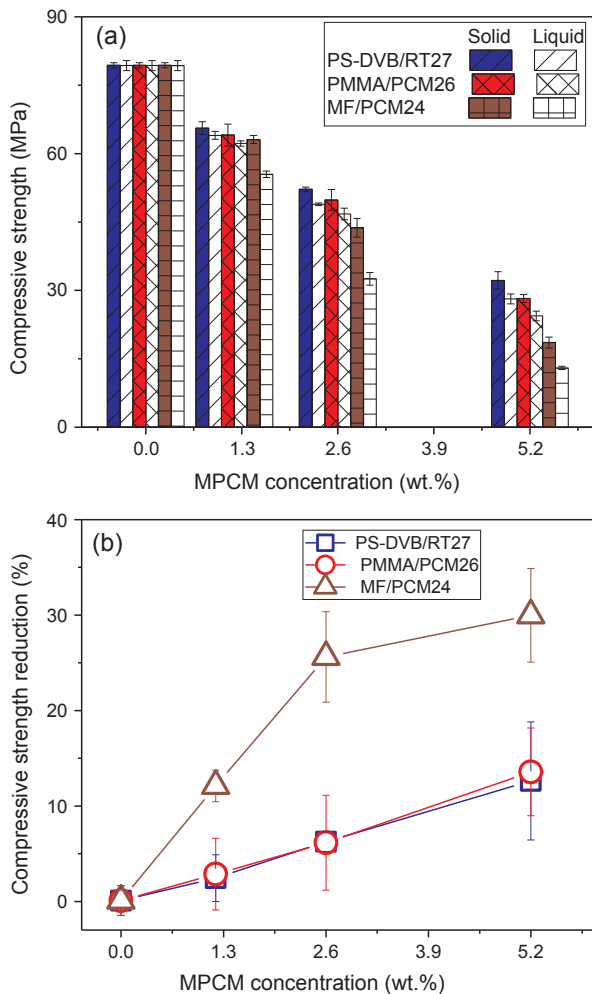 (a)
Solid Liquid
PS-DVB/RT27
PMMA/PCM26
MF/PCM24
Compressive strength (MPa)
90
60
30
0
0.0 1.3 2.6 3.9 5.2
MPCM concentration (wt.%)
(b)
PS-DVB/RT27
PMMA/PCM26
MF/PCM24
Compressive strength reduction (%)
40
30
20
10
0
0.0 1.3 2.6 3.9 5.2
MPCM concentration (wt.%)